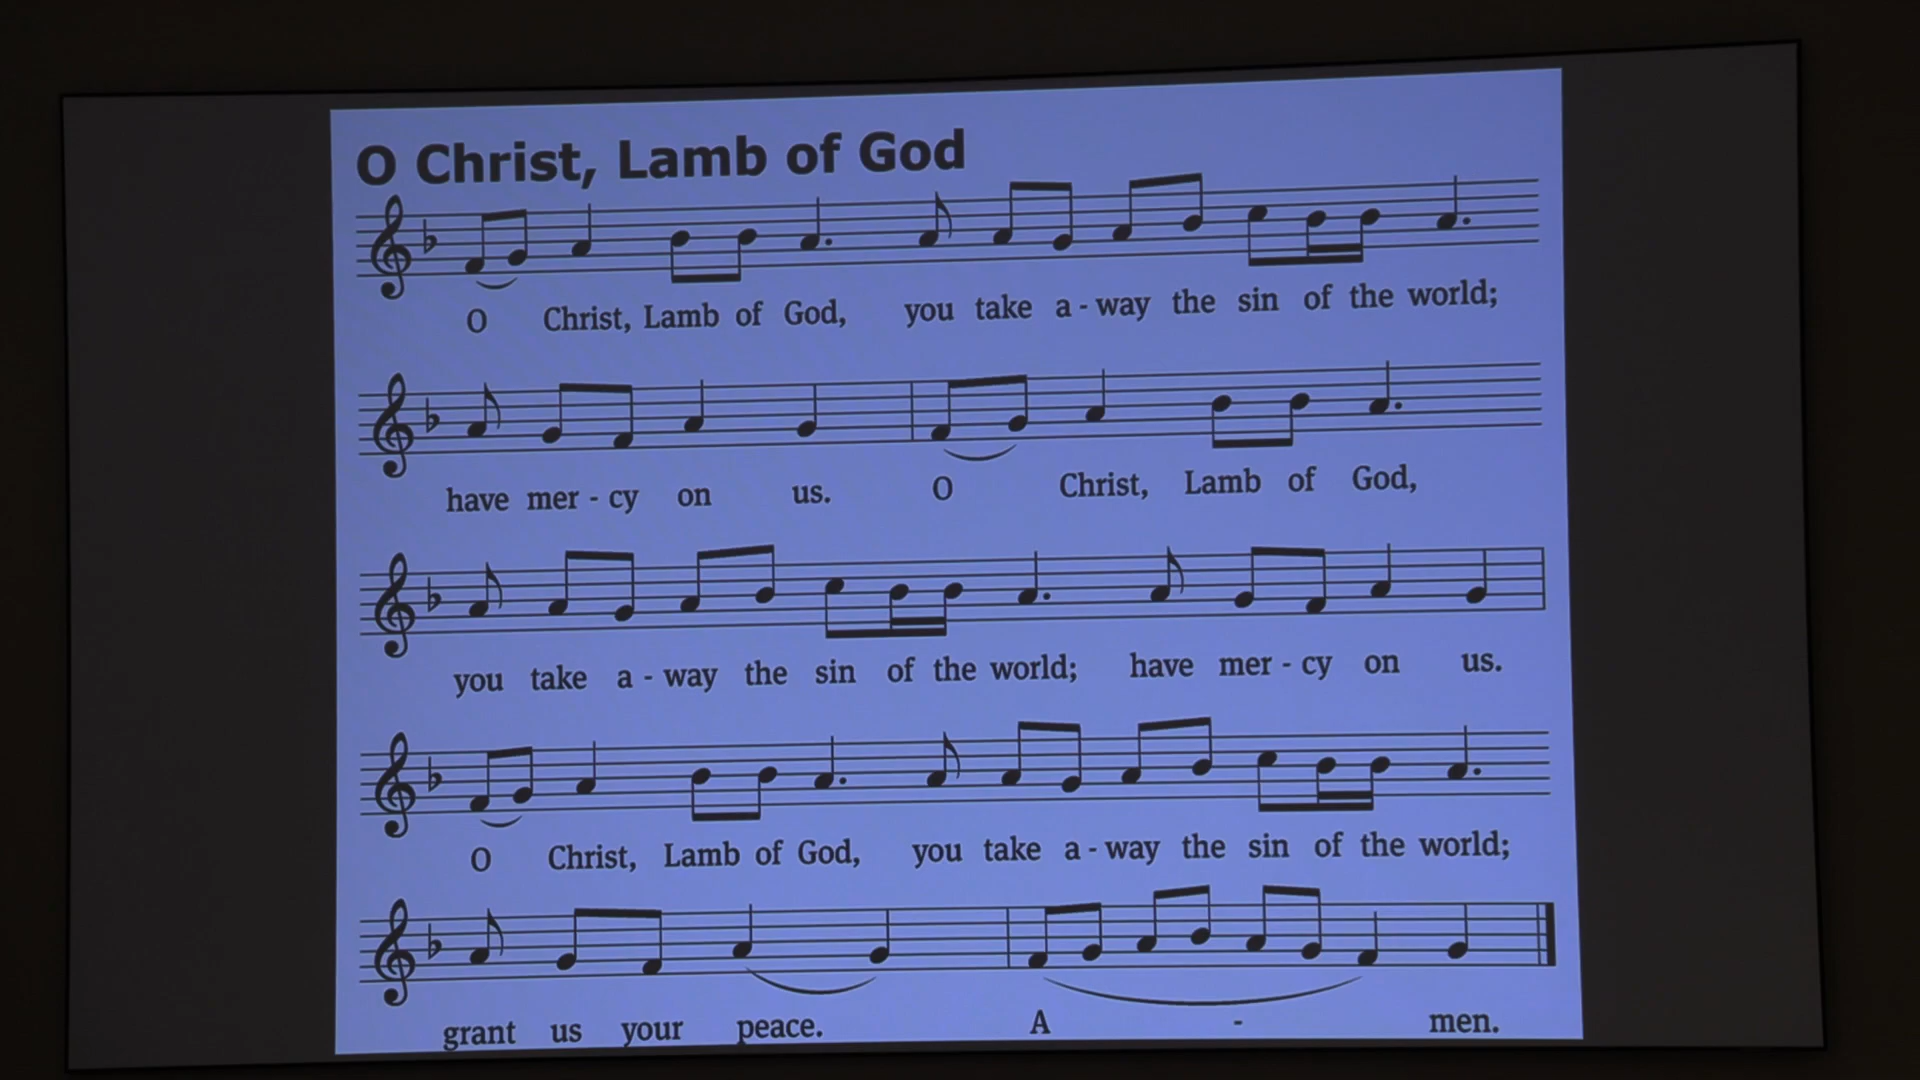 O Christ, Lamb of God
O Christ, Lamb of God, you take a - way the sin of the world;
have mer - cy on us. O Christ, Lamb of God,
you take a - way the sin of the world; have mer - cy on us.
O Christ, Lamb of God, you take a - way the sin of the world;
grant us your peace. A - men.